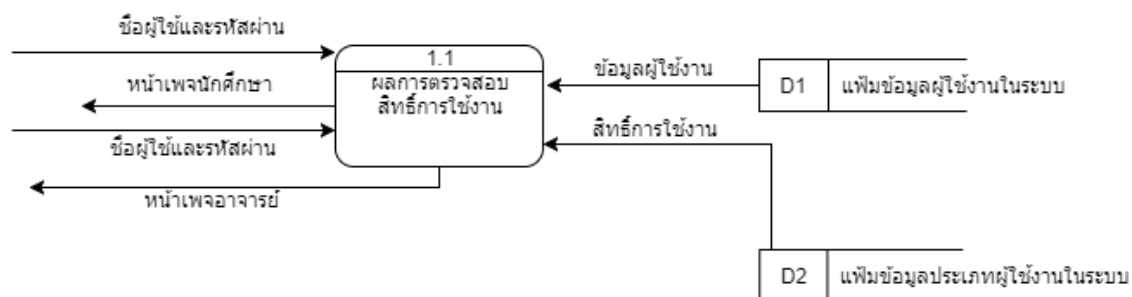 ชื่อผู้ใช้และรหัสผ่าน
1.1
ผลการตรวจสอบ
สิทธิ์การใช้งาน
หน้าเพจนักศึกษา
ชื่อผู้ใช้และรหัสผ่าน
หน้าเพจอาจารย์
ข้อมูลผู้ใช้งาน
D1 แฟ้มข้อมูลผู้ใช้งานในระบบ
สิทธิ์การใช้งาน
D2 แฟ้มข้อมูลประเภทผู้ใช้งานในระบบ